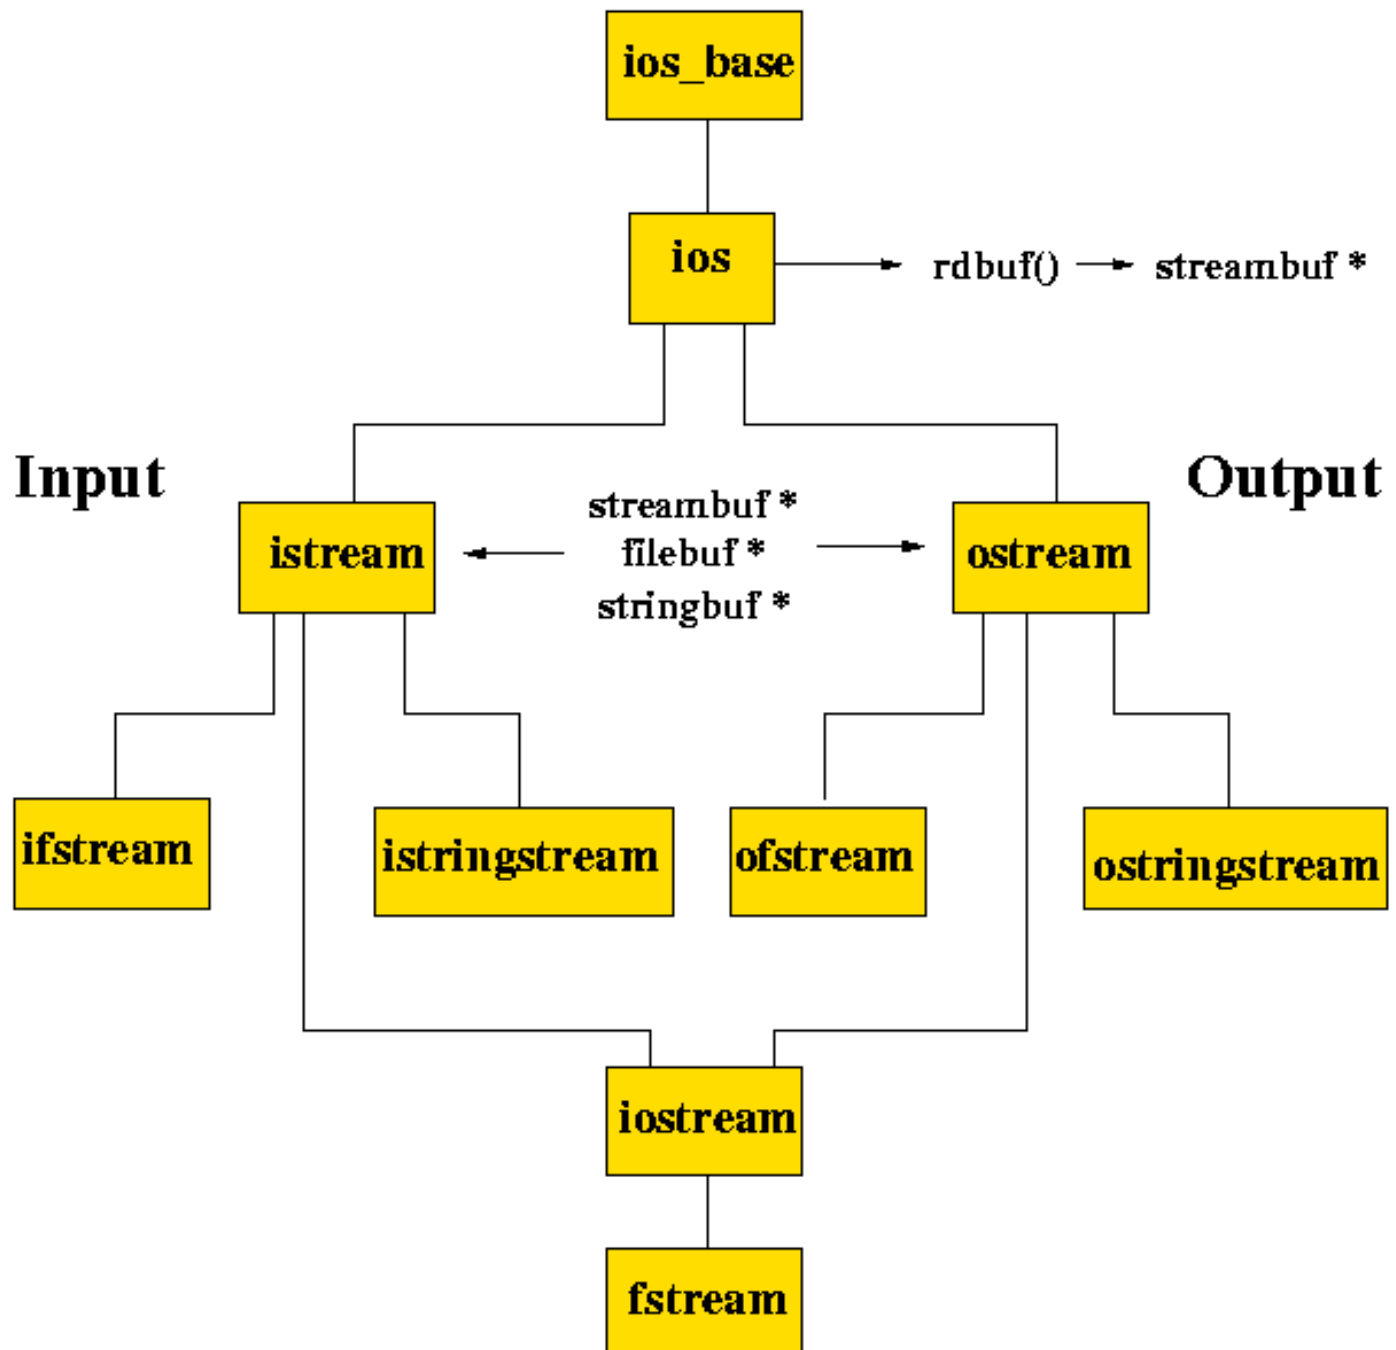 ios_base
ios
rdbuf()
streambuf *
Input
Output
streambuf *
istream
filebuf *
ostream
stringbuf *
ifstream
istringstream
ofstream
ostringstream
iostream
fstream